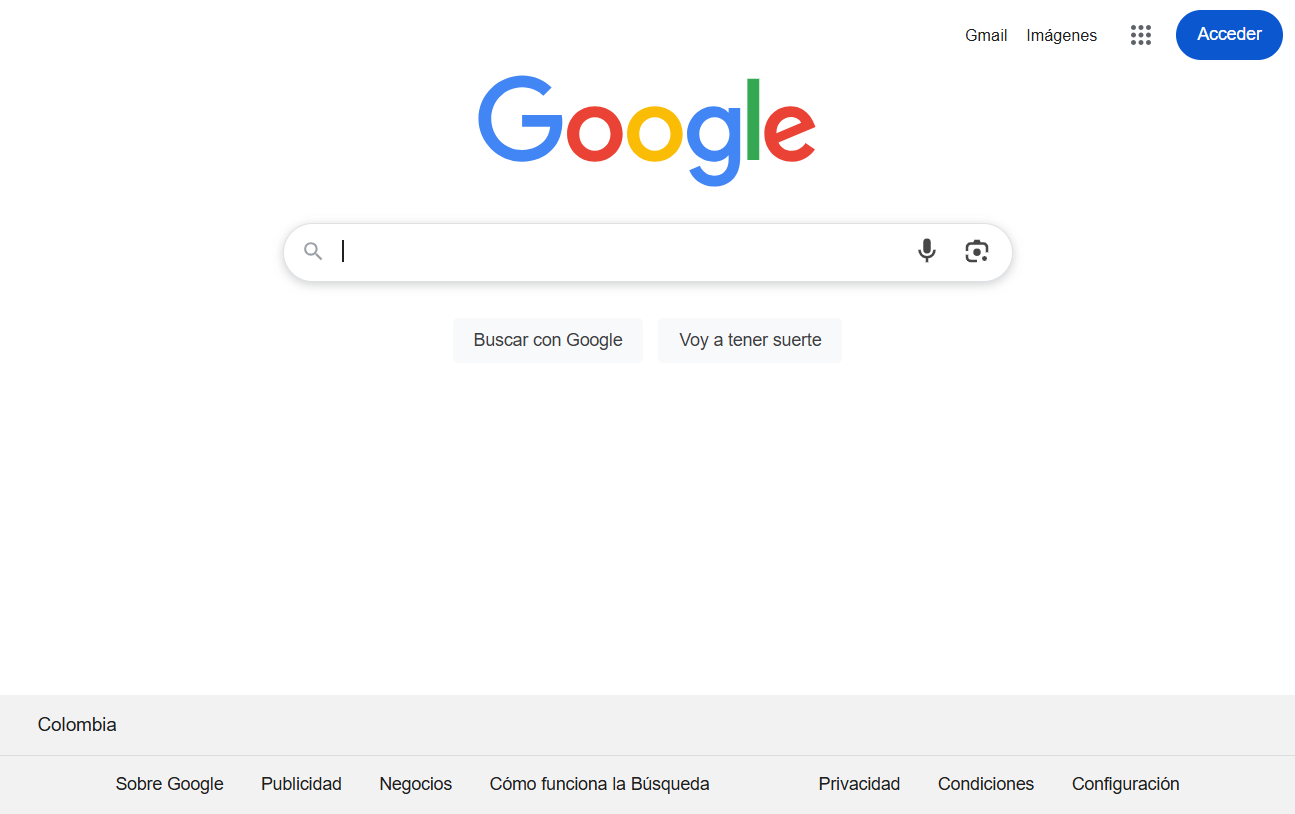 Gmail Imágenes Acceder
Google
Buscar con Google Voy a tener suerte
Colombia
Sobre Google Publicidad Negocios Cómo funciona la Búsqueda Privacidad Condiciones Configuración